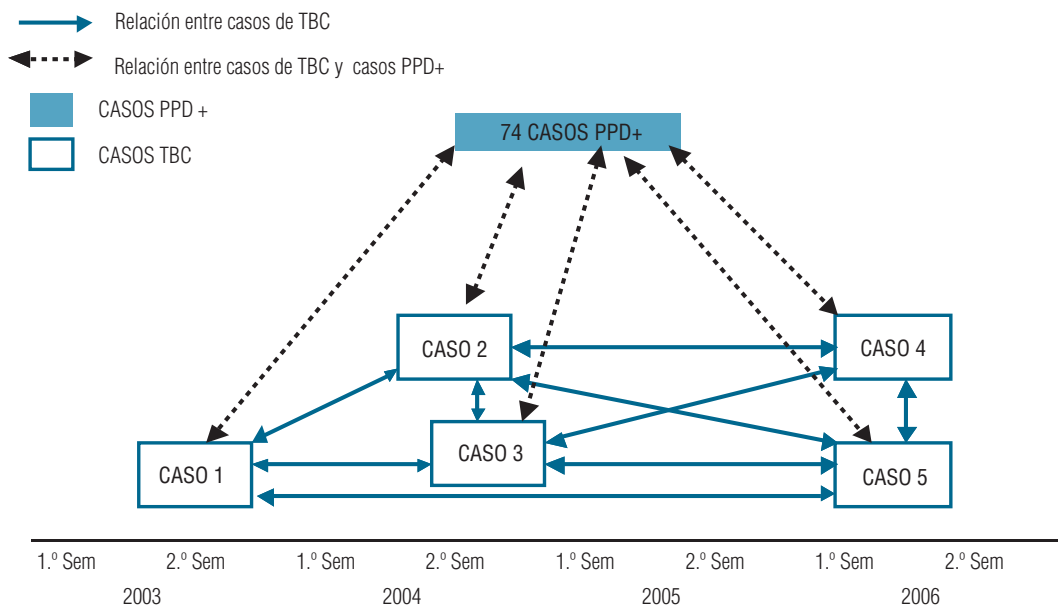 Relación entre casos de TBC
Relación entre casos de TBC y casos PPD+
CASOS PPD +
CASOS TBC
74 CASOS PPD+
CASO 2
CASO 4
CASO 3
CASO 1
CASO 5
1.º Sem 2.º Sem 1.º Sem 2.º Sem 1.º Sem 2.º Sem 1.º Sem 2.º Sem
2003 2004 2005 2006